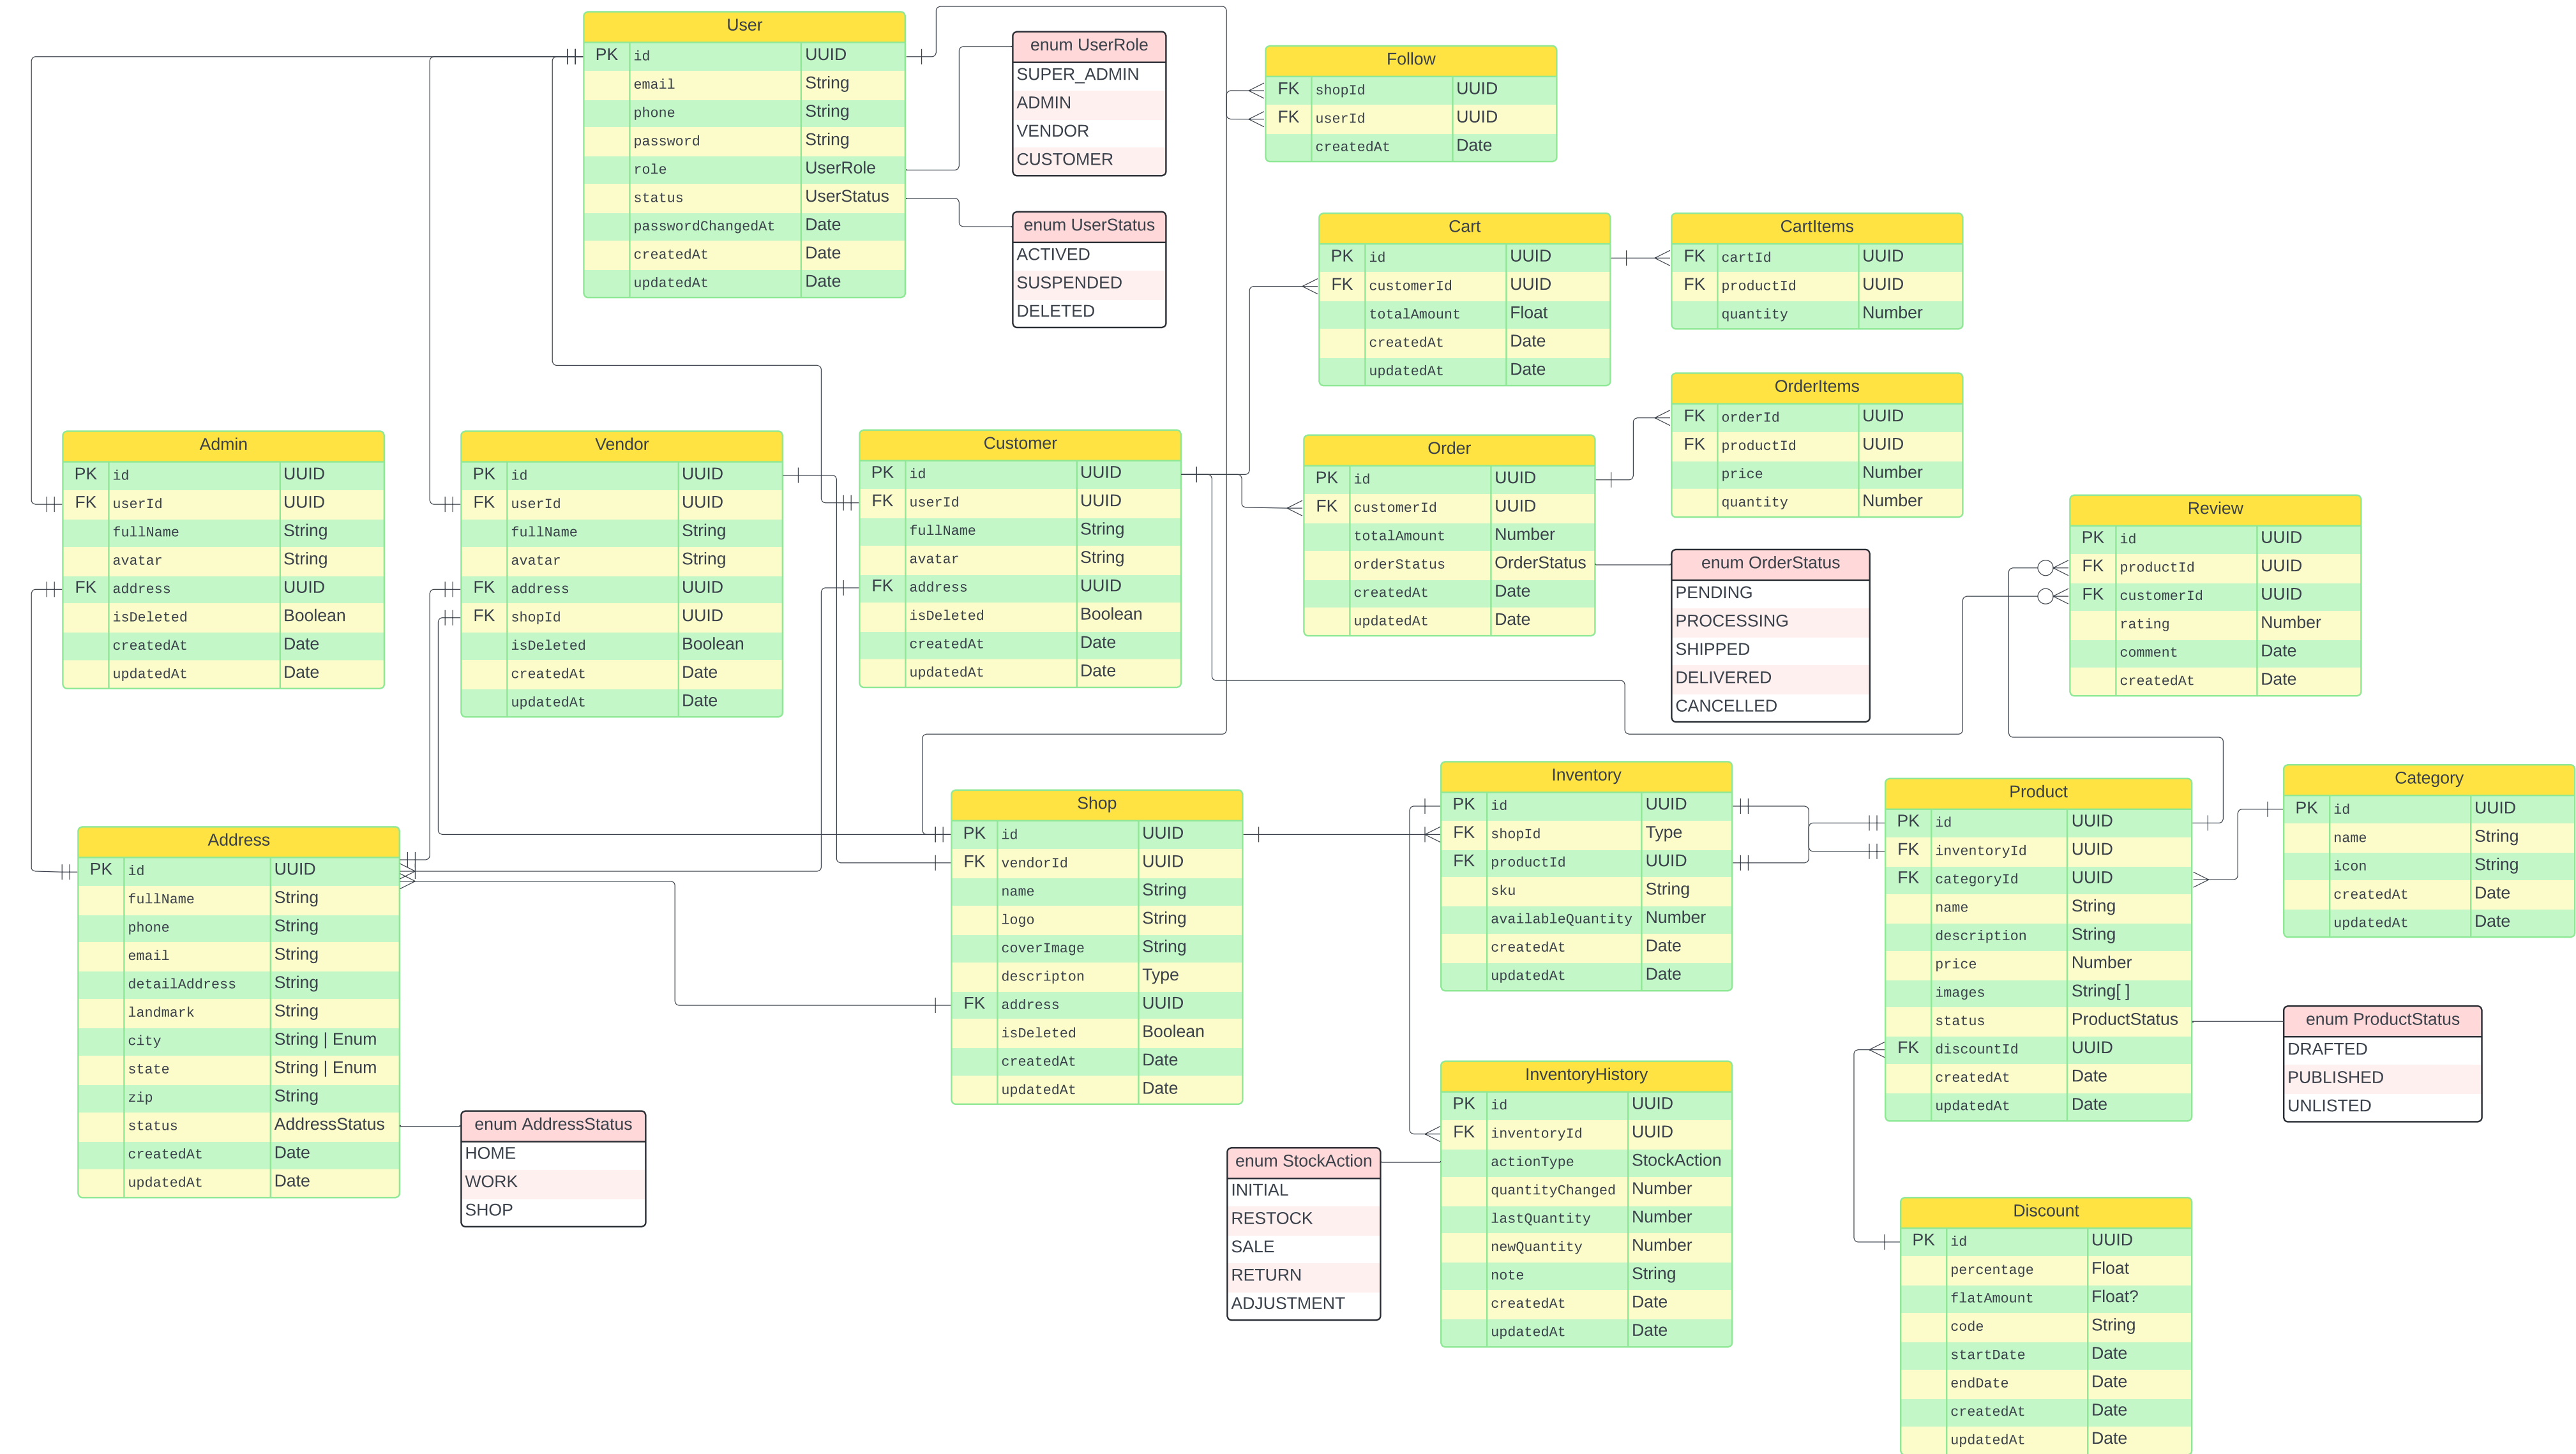 User
PK id UUID
email String
phone String
password String
role UserRole
status UserStatus
passwordChangedAt Date
createdAt Date
updatedAt Date
enum UserRole
SUPER_ADMIN
ADMIN
VENDOR
CUSTOMER
enum UserStatus
ACTIVED
SUSPENDED
DELETED
Follow
FK shopId UUID
FK userId UUID
createdAt Date
Cart
PK id UUID
FK customerId UUID
totalAmount Float
createdAt Date
updatedAt Date
CartItems
FK cartId UUID
FK productId UUID
quantity Number
OrderItems
FK orderId UUID
FK productId UUID
price Number
quantity Number
Admin
PK id UUID
FK userId UUID
fullName String
avatar String
FK address UUID
isDeleted Boolean
createdAt Date
updatedAt Date
Vendor
PK id UUID
FK userId UUID
fullName String
avatar String
FK address UUID
FK shopId UUID
isDeleted Boolean
createdAt Date
updatedAt Date
Customer
PK id UUID
FK userId UUID
fullName String
avatar String
FK address UUID
isDeleted Boolean
createdAt Date
updatedAt Date
Order
PK id UUID
FK customerId UUID
totalAmount Number
orderStatus OrderStatus
createdAt Date
updatedAt Date
enum OrderStatus
PENDING
PROCESSING
SHIPPED
DELIVERED
CANCELLED
Review
PK id UUID
FK productId UUID
FK customerId UUID
rating Number
comment Date
createdAt Date
Address
PK id UUID
fullName String
phone String
email String
detailAddress String
landmark String
city String | Enum
state String | Enum
zip String
status AddressStatus
createdAt Date
updatedAt Date
enum AddressStatus
HOME
WORK
SHOP
Shop
PK id UUID
FK vendorId UUID
name String
logo String
coverImage String
descripton Type
FK address UUID
isDeleted Boolean
createdAt Date
updatedAt Date
Inventory
PK id UUID
FK shopId Type
FK productId UUID
sku String
availableQuantity Number
createdAt Date
updatedAt Date
Product
PK id UUID
FK inventoryId UUID
FK categoryId UUID
name String
description String
price Number
images String[ ]
status ProductStatus
FK discountId UUID
createdAt Date
updatedAt Date
Category
PK id UUID
name String
icon String
createdAt Date
updatedAt Date
enum ProductStatus
DRAFTED
PUBLISHED
UNLISTED
InventoryHistory
PK id UUID
FK inventoryId UUID
actionType StockAction
quantityChanged Number
lastQuantity Number
newQuantity Number
note String
createdAt Date
updatedAt Date
enum StockAction
INITIAL
RESTOCK
SALE
RETURN
ADJUSTMENT
Discount
PK id UUID
percentage Float
flatAmount Float?
code String
startDate Date
endDate Date
createdAt Date
updatedAt Date